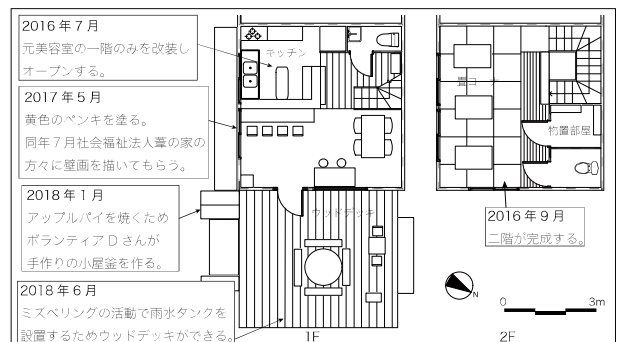 2016年7月
元美容室の一階のみを改装し
オープンする。
2017年5月
黄色のペンキを塗る。
同年7月社会福祉法人葦の家の
方々に壁画を描いてもらう。
2018年1月
アップルパイを焼くため
ボランティアDさんが
手作りの小屋釜を作る。
2018年6月
ミズベリングの活動で雨水タンクを
設置するためウッドデッキができる。
キッチン
ウッドデッキ
1F
畳コーナー
物置部屋
2016年9月
二階が完成する。
N
0 3m
2F